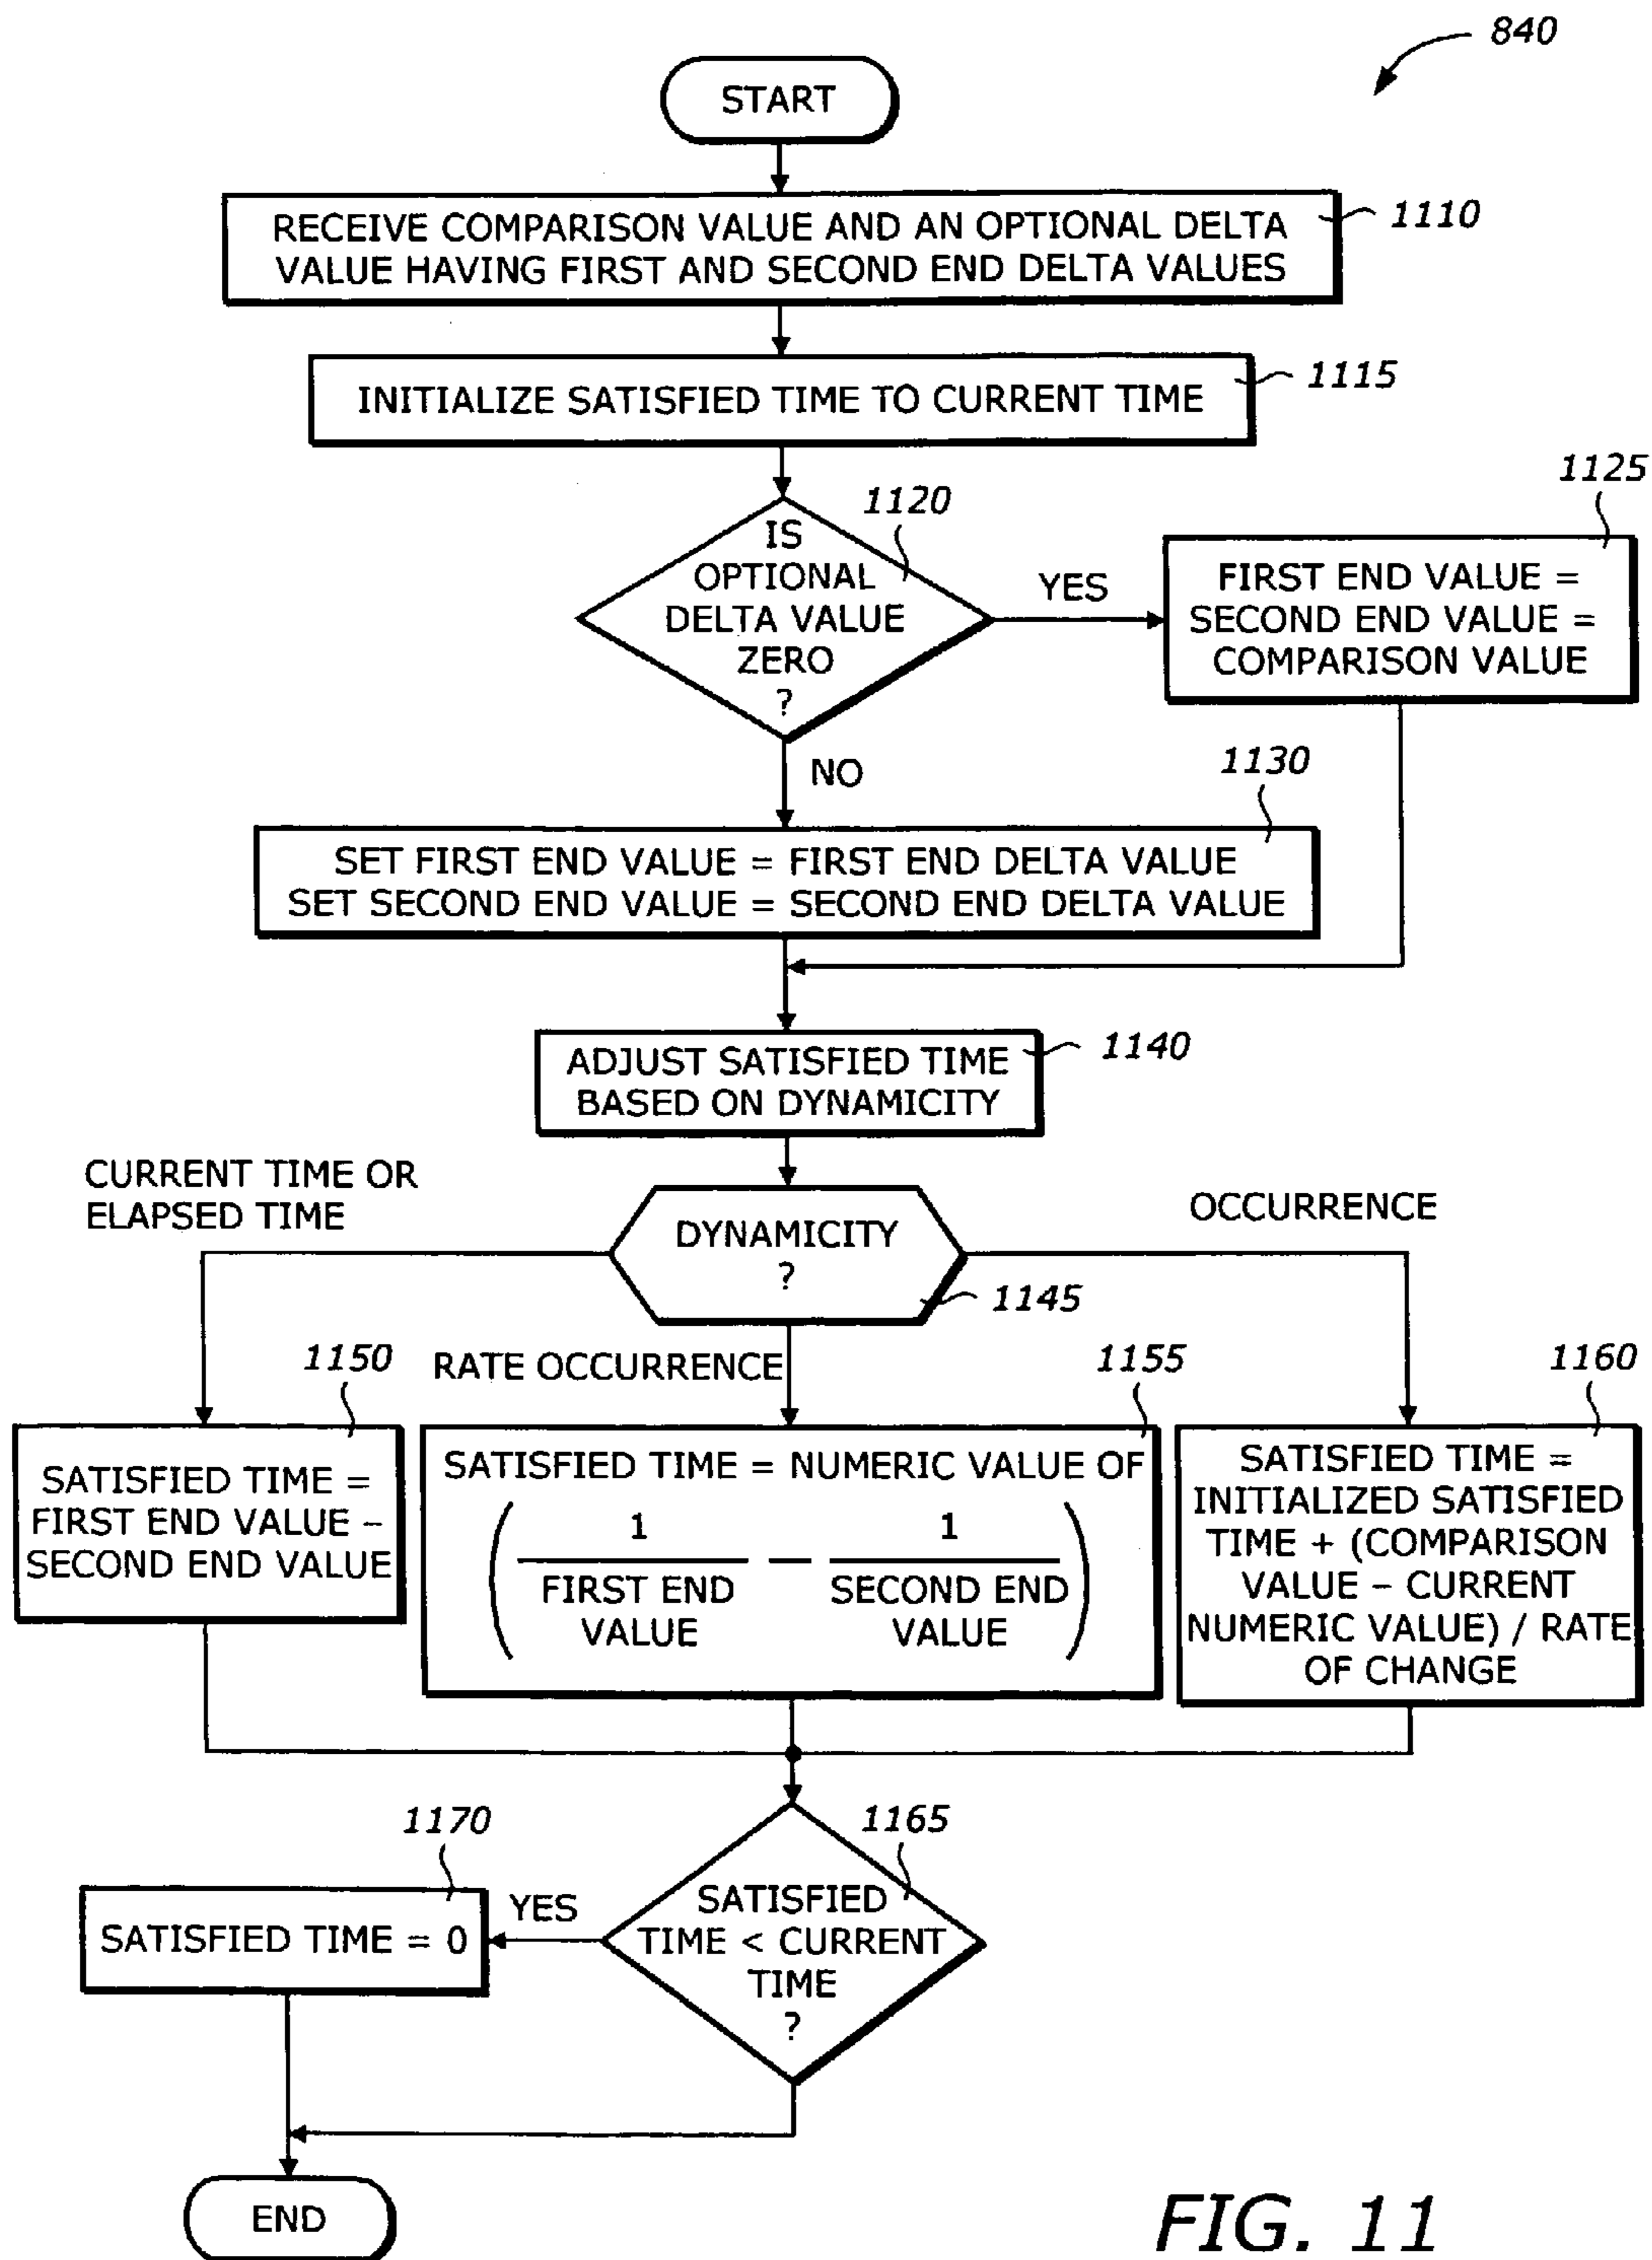 840
START
RECEIVE COMPARISON VALUE AND AN OPTIONAL DELTA
VALUE HAVING FIRST AND SECOND END DELTA VALUES
1110
INITIALIZE SATISFIED TIME TO CURRENT TIME
1115
1120
IS
OPTIONAL
DELTA VALUE
ZERO
?
YES
1125
FIRST END VALUE =
SECOND END VALUE =
COMPARISON VALUE
NO
1130
SET FIRST END VALUE = FIRST END DELTA VALUE
SET SECOND END VALUE = SECOND END DELTA VALUE
ADJUST SATISFIED TIME
BASED ON DYNAMICITY
1140
CURRENT TIME OR
ELAPSED TIME
DYNAMICITY
?
1145
OCCURRENCE
RATE OCCURRENCE
1150
SATISFIED TIME =
FIRST END VALUE –
SECOND END VALUE
1155
SATISFIED TIME = NUMERIC VALUE OF
( 1 — 1 )
FIRST END SECOND END
VALUE VALUE
1160
SATISFIED TIME =
INITIALIZED SATISFIED
TIME + (COMPARISON
VALUE – CURRENT
NUMERIC VALUE) / RATE
OF CHANGE
1165
SATISFIED
TIME < CURRENT
TIME
?
YES
1170
SATISFIED TIME = 0
END
FIG. 11